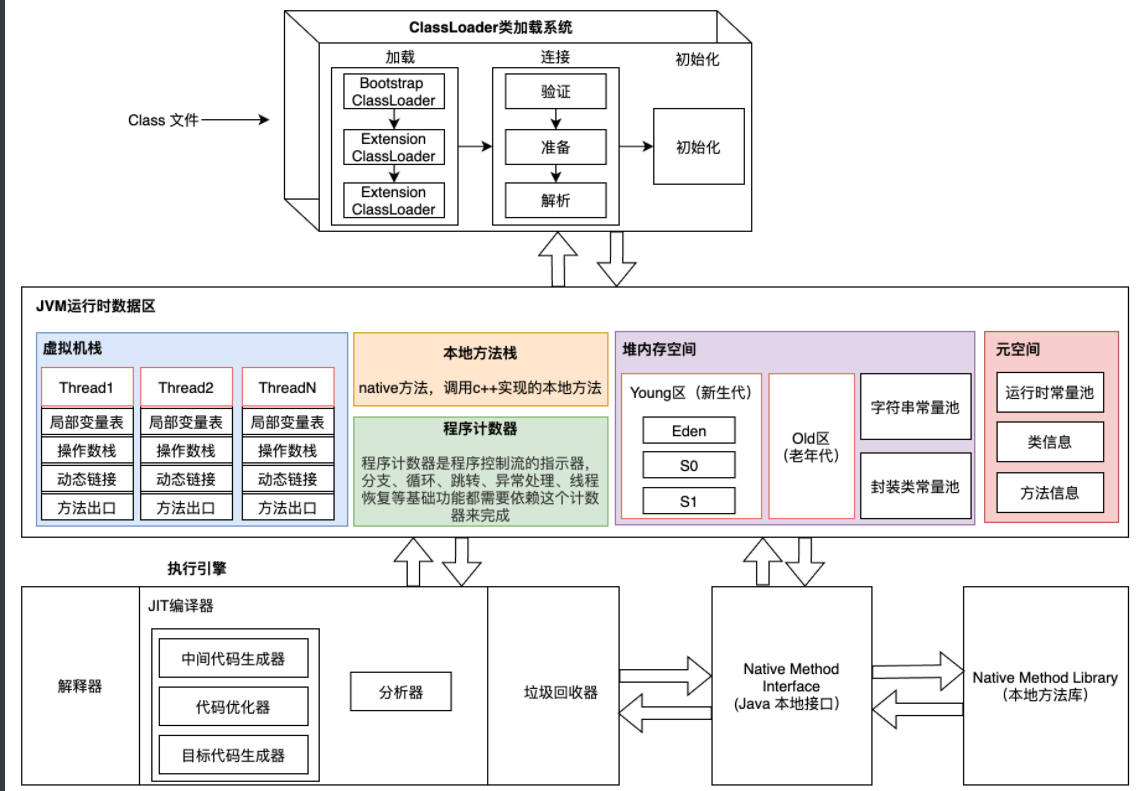 ClassLoader类加载系统
加载
连接
初始化
Bootstrap
ClassLoader
Extension
ClassLoader
Extension
ClassLoader
验证
准备
解析
初始化
Class 文件
JVM运行时数据区
虚拟机栈
Thread1
局部变量表
操作数栈
动态链接
方法出口
Thread2
局部变量表
操作数栈
动态链接
方法出口
ThreadN
局部变量表
操作数栈
动态链接
方法出口
本地方法栈
native方法，调用c++实现的本地方法
程序计数器
程序计数器是程序控制流的指示器，
分支、循环、跳转、异常处理、线程
恢复等基础功能都需要依赖这个计数
器来完成
堆内存空间
Young区（新生代）
Eden
S0
S1
Old区
(老年代)
字符串常量池
封装类常量池
元空间
运行时常量池
类信息
方法信息
执行引擎
解释器
JIT编译器
中间代码生成器
代码优化器
目标代码生成器
分析器
垃圾回收器
Native Method
Interface
(Java 本地接口）
Native Method Library
（本地方法库）